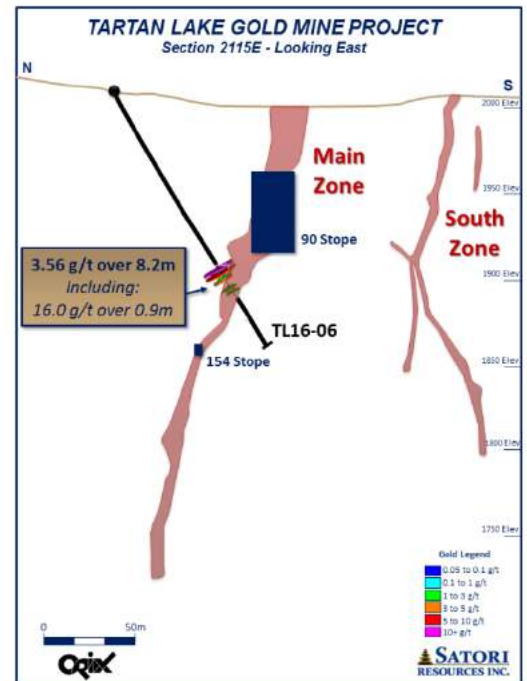 TARTAN LAKE GOLD MINE PROJECT
Section 2115E - Looking East
N
S
2000 Elev
Main
Zone
1950 Elev
90 Stope
South
Zone
3.56 g/t over 8.2m
Including:
16.0 g/t over 0.9m
1900 Elev
TL16-06
154 Stope
1850 Elev
1800 Elev
1750 Elev
Gold Legend
0.05 to 0.1 g/t
0.1 to 1 g/t
1 to 3 g/t
3 to 5 g/t
5 to 10 g/t
10+ g/t
0
50m
Orix
SATORI
RESOURCES INC.